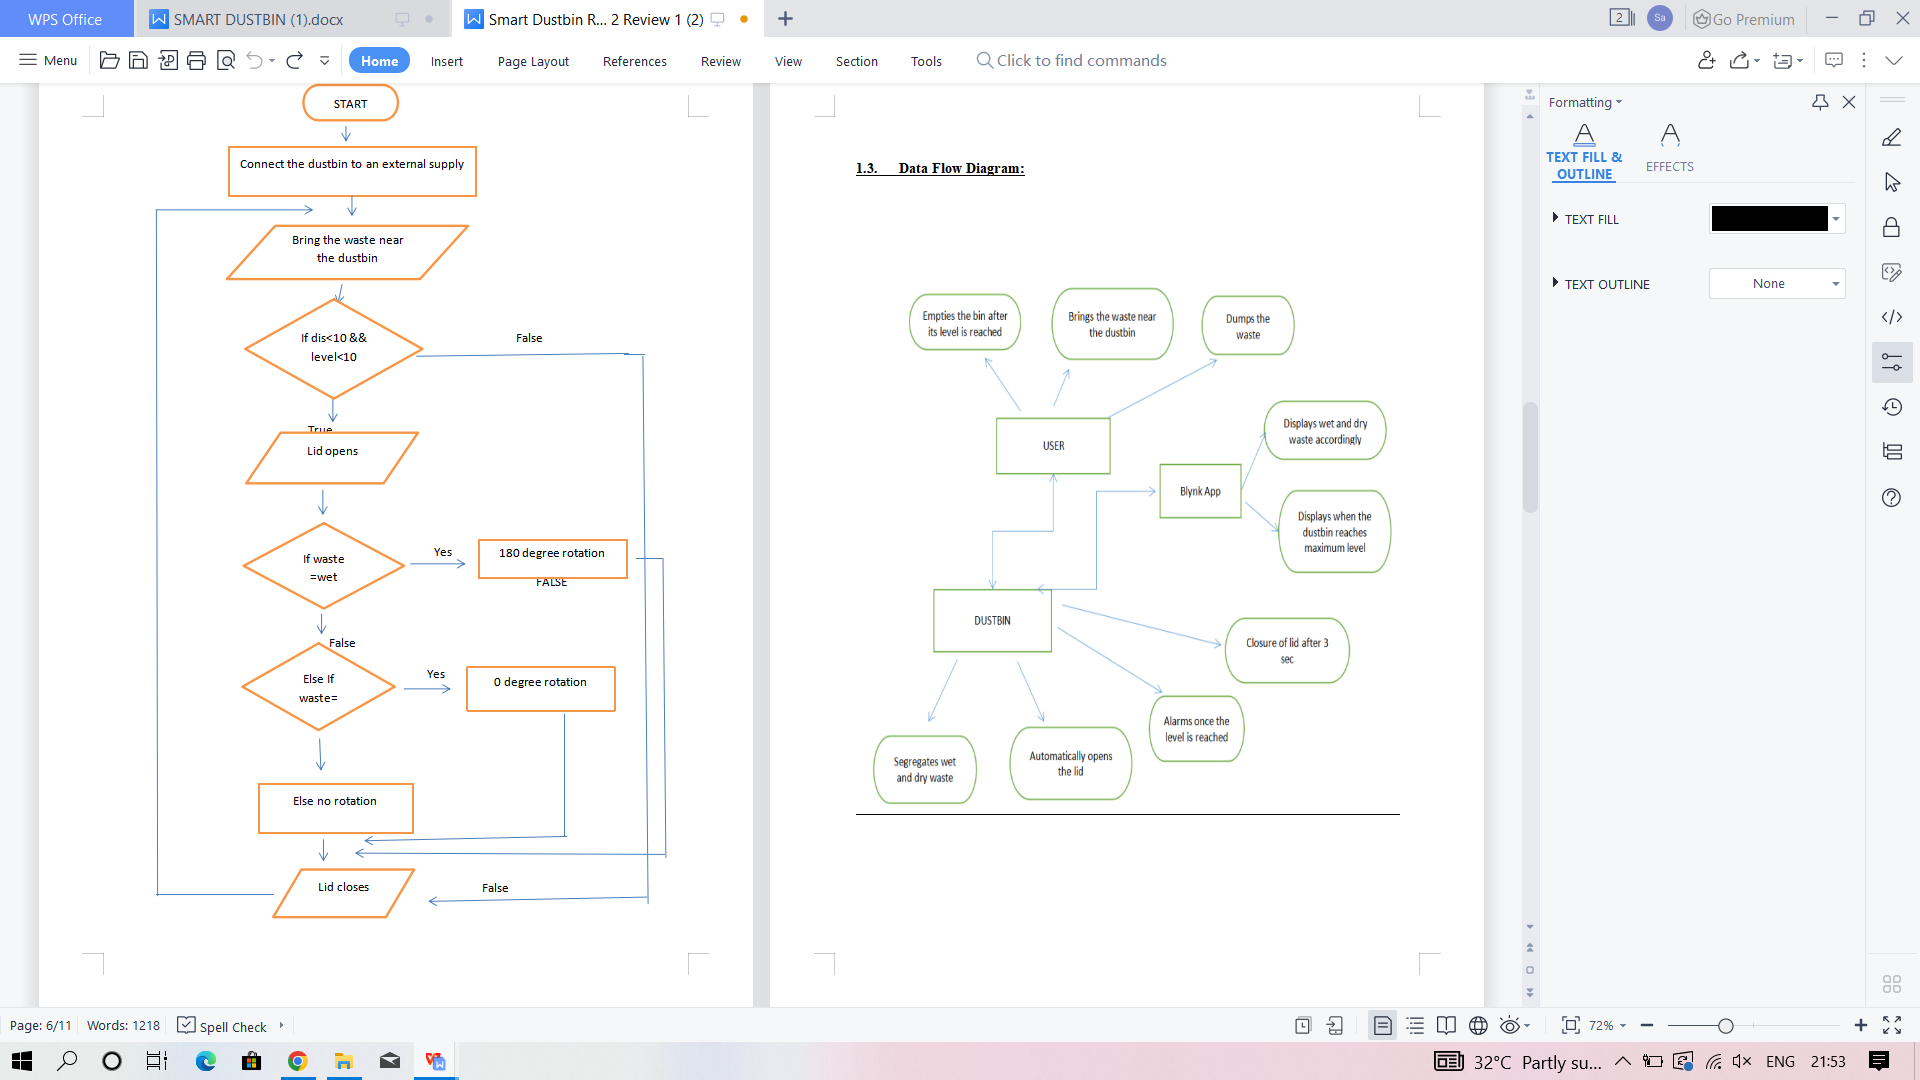 WPS Office
SMART DUSTBIN (1).docx
Smart Dustbin R... 2 Review 1 (2)
2
Sa
Go Premium
Menu
Home
Insert
Page Layout
References
Review
View
Section
Tools
Click to find commands
START
Connect the dustbin to an external supply
Bring the waste near
the dustbin
If dis<10 &&
level<10
False
True
Lid opens
If waste
=wet
Yes
180 degree rotation
FALSE
False
Else If
waste=
Yes
0 degree rotation
Else no rotation
Lid closes
False
1.3. Data Flow Diagram:
Empties the bin after
its level is reached
Brings the waste near
the dustbin
Dumps the
waste
USER
Displays wet and dry
waste accordingly
Blynk App
Displays when the
dustbin reaches
maximum level
DUSTBIN
Closure of lid after 3
sec
Alarms once the
level is reached
Automatically opens
the lid
Segregates wet
and dry waste
Formatting
TEXT FILL &
OUTLINE
EFFECTS
TEXT FILL
TEXT OUTLINE
None
Page: 6/11
Words: 1218
Spell Check
72%
32°C Partly su...
ENG
21:53